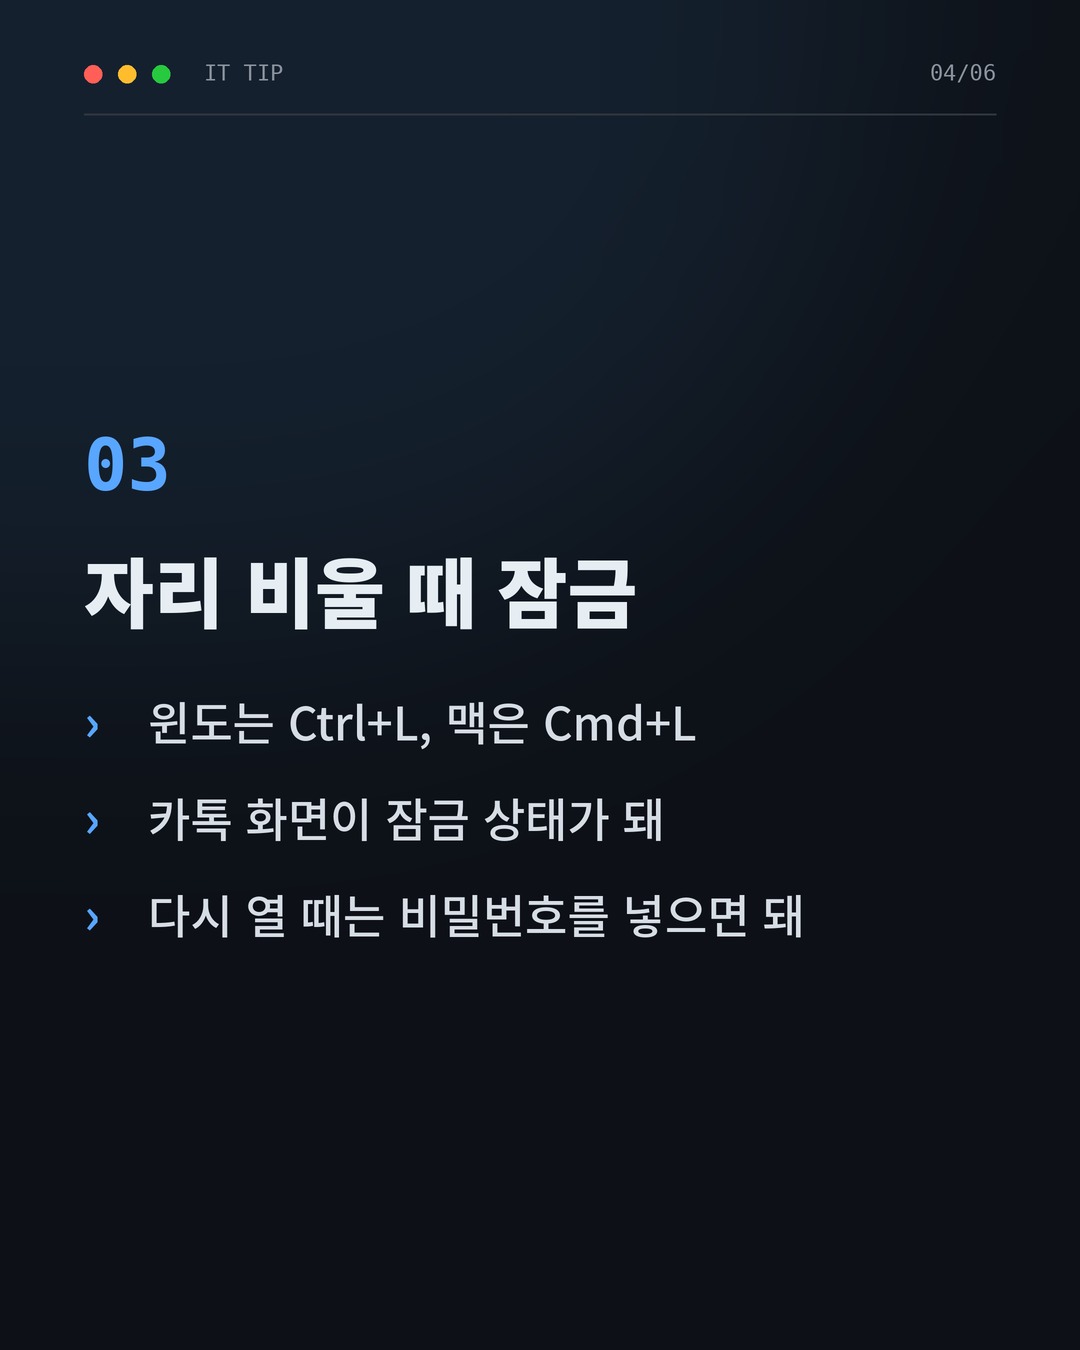 IT TIP
04/06
03
자리 비울 때 잠금
› 윈도는 Ctrl+L, 맥은 Cmd+L
› 카톡 화면이 잠금 상태가 돼
› 다시 열 때는 비밀번호를 넣으면 돼